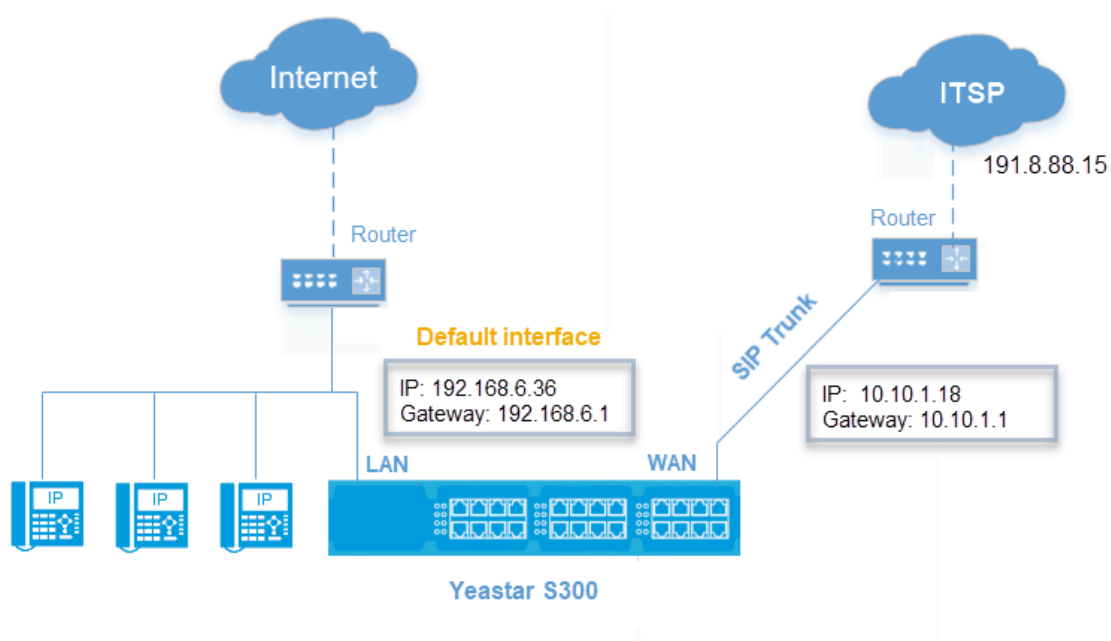 Internet
ITSP
191.8.88.15
Router
Router
Default interface
SIP Trunk
IP: 192.168.6.36
Gateway: 192.168.6.1
IP: 10.10.1.18
Gateway: 10.10.1.1
LAN
WAN
IP
IP
IP
Yeastar S300